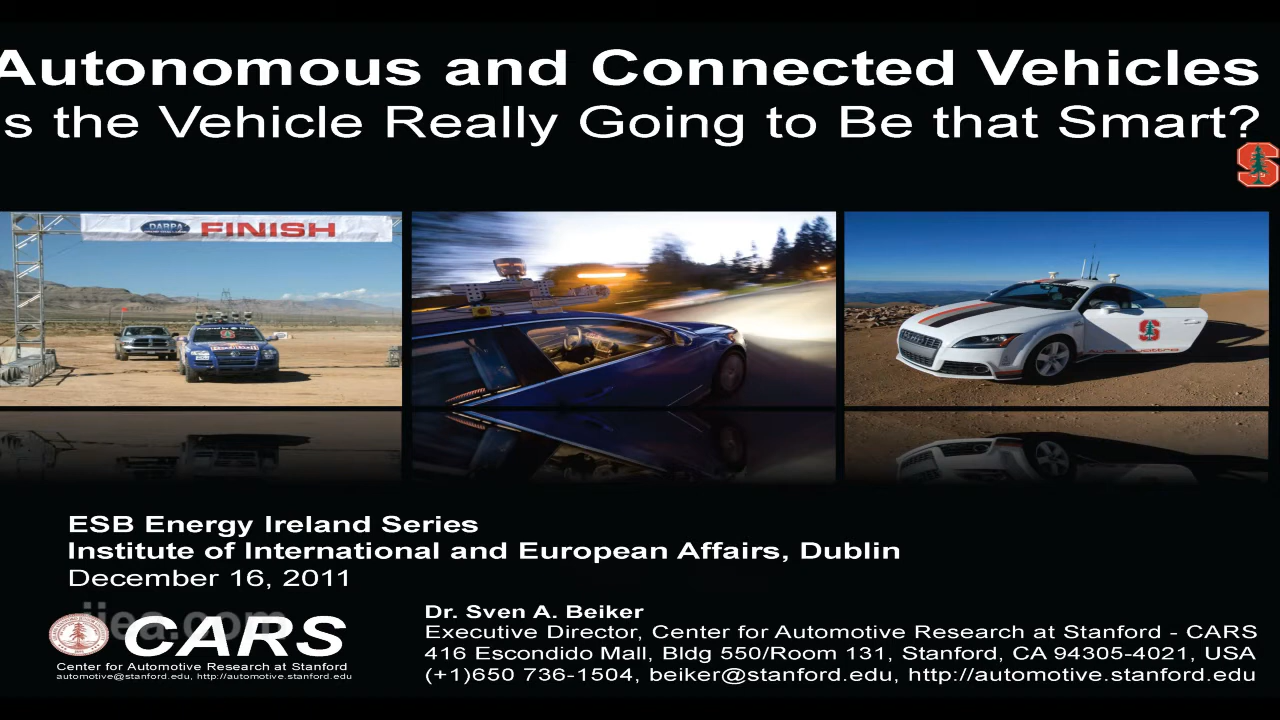 Autonomous and Connected Vehicles
s the Vehicle Really Going to Be that Smart?
S
DARPA
FINISH
S
ESB Energy Ireland Series
Institute of International and European Affairs, Dublin
December 16, 2011
iiea.com
CARS
Center for Automotive Research at Stanford
automotive@stanford.edu, http://automotive.stanford.edu
Dr. Sven A. Beiker
Executive Director, Center for Automotive Research at Stanford - CARS
416 Escondido Mall, Bldg 550/Room 131, Stanford, CA 94305-4021, USA
(+1)650 736-1504, beiker@stanford.edu, http://automotive.stanford.edu